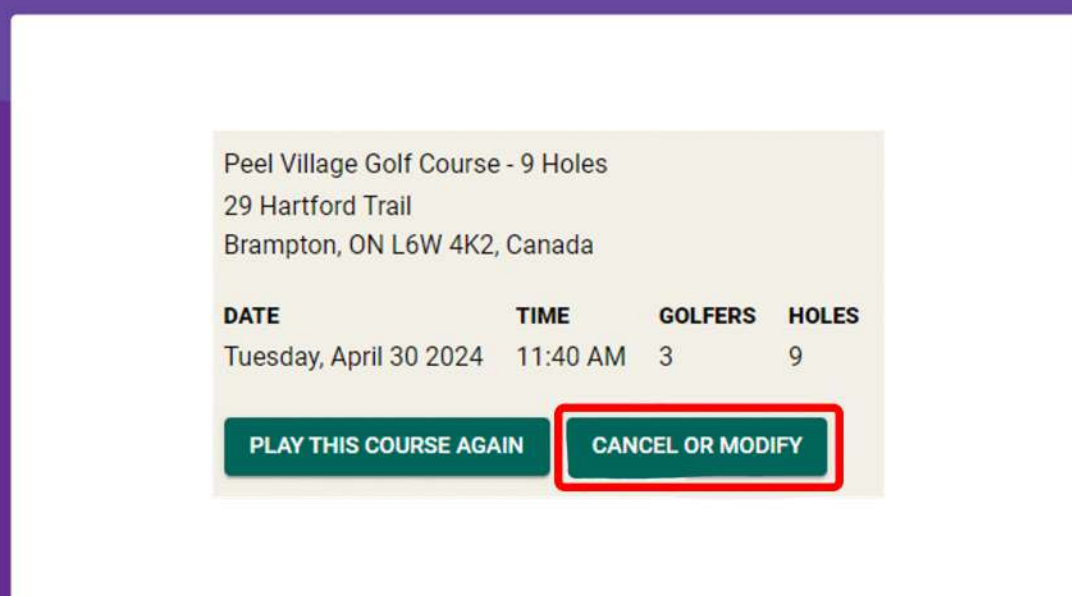 Peel Village Golf Course - 9 Holes
29 Hartford Trail
Brampton, ON L6W 4K2, Canada
DATE TIME GOLFERS HOLES
Tuesday, April 30 2024 11:40 AM 3 9
PLAY THIS COURSE AGAIN CANCEL OR MODIFY